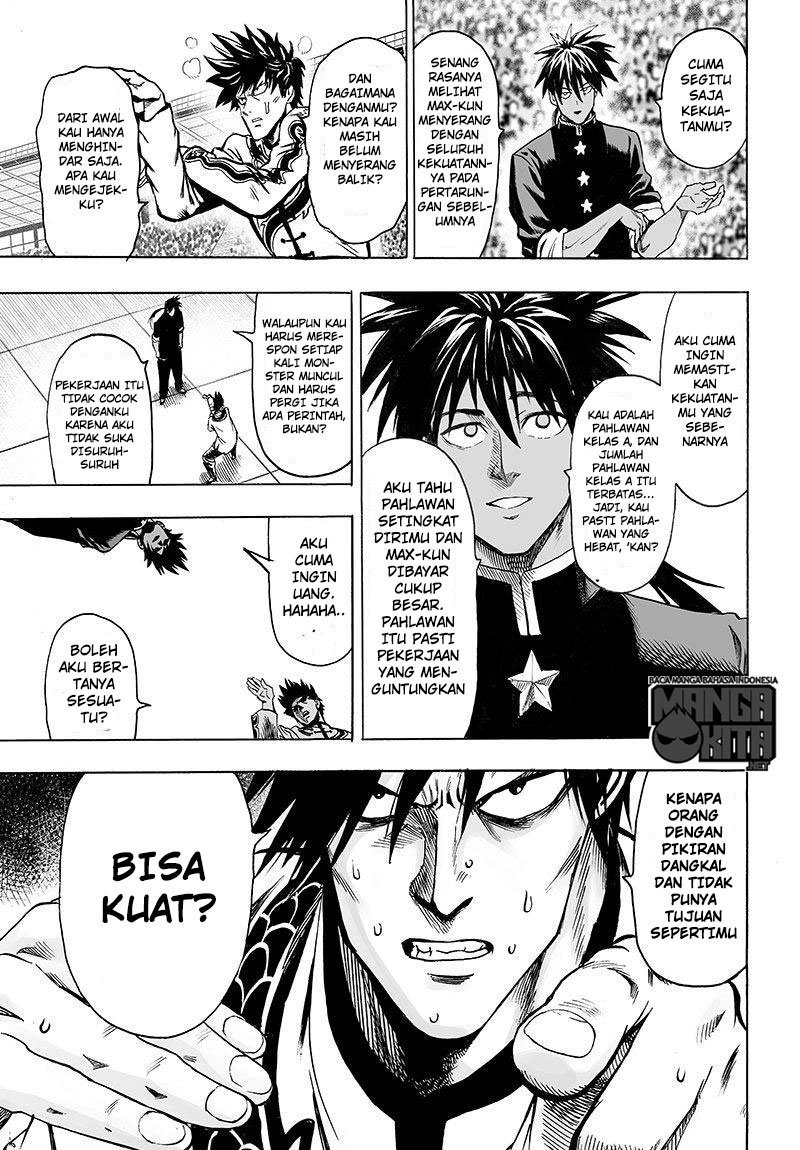 CUMA
SEGITU
SAJA
KEKUA-
TANMU?
SENANG
RASANYA
MELIHAT
MAX-KUN
MENYERANG
DENGAN
SELURUH
KEKUATANN-
YA PADA
PERTARUN-
GAN SEBEL-
UMNYA
DAN
BAGAIMANA
DENGANMU?
KENAPA KAU
MASIH
BELUM
MENYERANG
BALIK?
DARI AWAL
KAU HANYA
MENGHIN-
DAR SAJA.
APA KAU
MENGEJEK-
KU?
AKU CUMA
INGIN
MEMASTI-
KAN
KEKUATAN-
MU YANG
SEBE-
NARNYA
KAU ADALAH
PAHLAWAN
KELAS A, DAN
JUMLAH
PAHLAWAN
KELAS A ITU
TERBATAS...
JADI, KAU
PASTI PAHLA-
WAN YANG
HEBAT, 'KAN?
AKU TAHU
PAHLAWAN
SETINGKAT
DIRIMU DAN
MAX-KUN
DIBAYAR
CUKUP
BESAR.
PAHLAWAN
ITU PASTI
PEKERJAAN
YANG MEN-
GUNTUNGKAN
WALAUPUN KAU
HARUS MERE-
SPON SETIAP
KALI MON-
STER MUNCUL
DAN HARUS
PERGI JIKA
ADA PERINTAH,
BUKAN?
PEKERJAAN ITU
TIDAK COCOK
DENGANKU
KARENA AKU
TIDAK SUKA
DISURUH-
SURUH
AKU
CUMA
INGIN
UANG.
HAHAHA..
BOLEH
AKU BER-
TANYA
SESUA-
TU?
BACA MANGA BAHASA INDONESIA
MANGA
KITA
.NET
KENAPA
ORANG
DENGAN
PIKIRAN
DANGKAL
DAN TIDAK
PUNYA
TUJUAN
SEPERTIMU
BISA
KUAT?